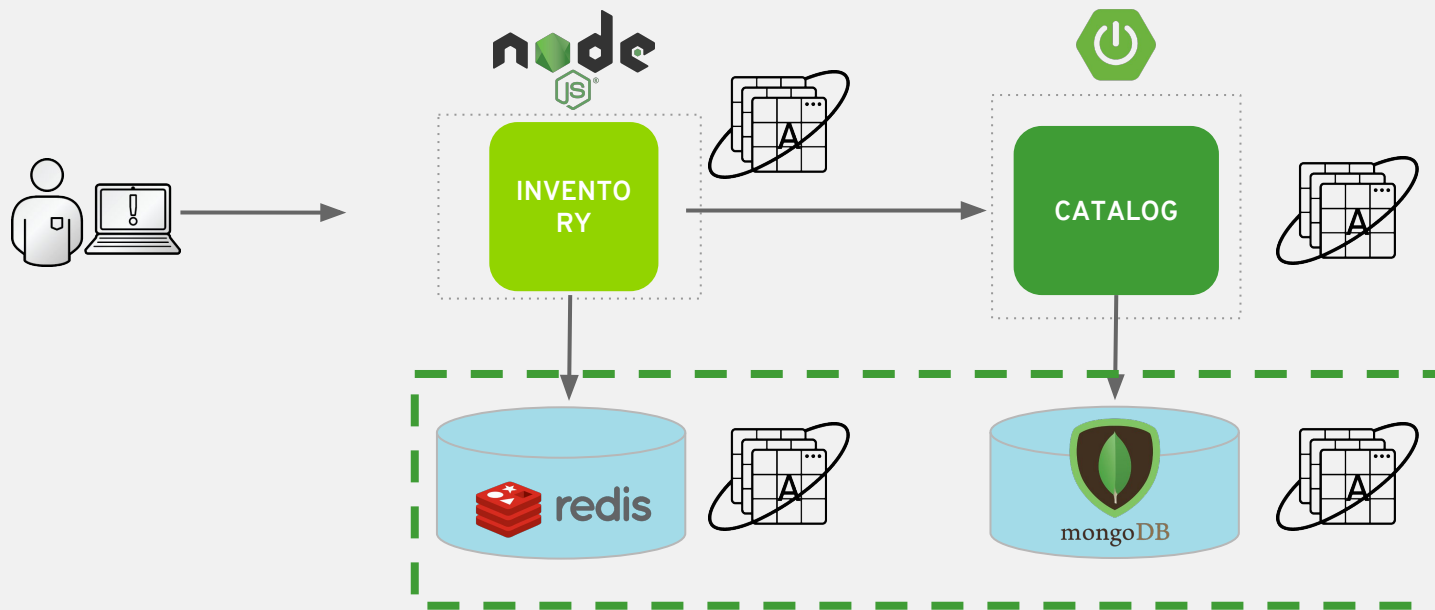 node
JS
®
A
INVENTO
RY
CATALOG
A
!
redis
A
mongoDB
A